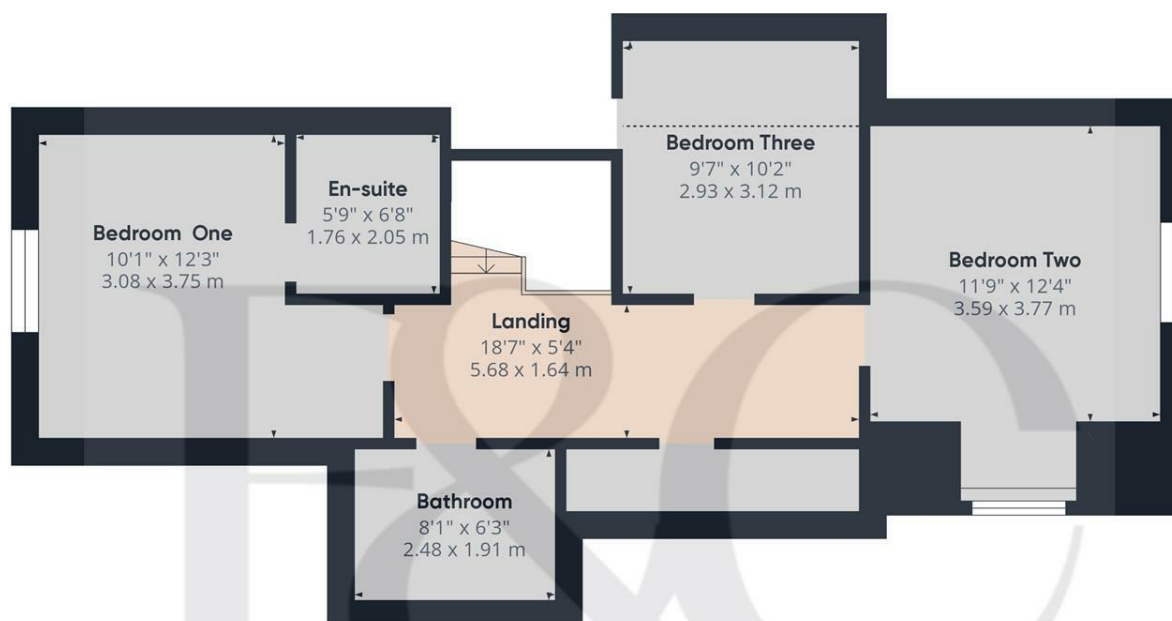 Bedroom One
10'1" x 12'3"
3.08 x 3.75 m
En-suite
5'9" x 6'8"
1.76 x 2.05 m
Landing
18'7" x 5'4"
5.68 x 1.64 m
Bedroom Three
9'7" x 10'2"
2.93 x 3.12 m
Bedroom Two
11'9" x 12'4"
3.59 x 3.77 m
Bathroom
8'1" x 6'3"
2.48 x 1.91 m
F&C